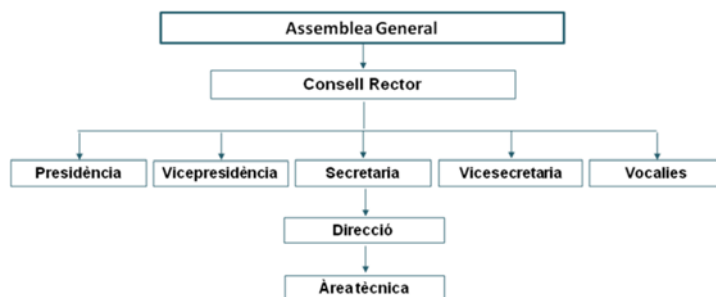 Assemblea General
Consell Rector
Presidència
Vicepresidència
Secretaria
Vicesecretaria
Vocalies
Direcció
Àrea tècnica